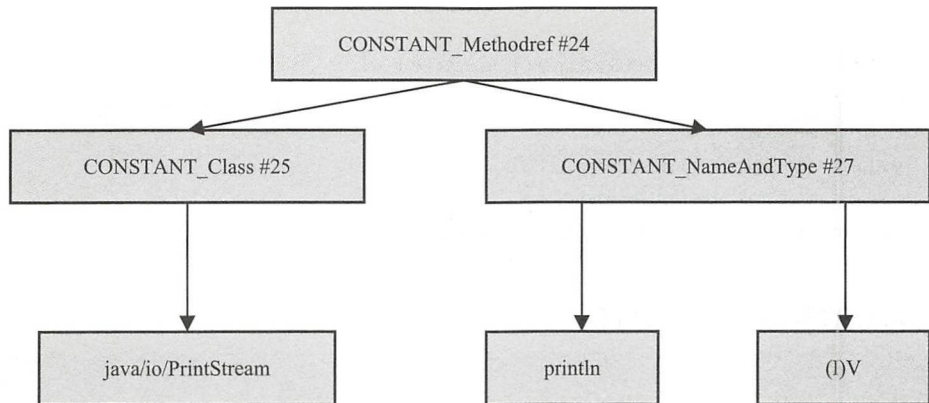 CONSTANT_Methodref #24
CONSTANT_Class #25
CONSTANT_NameAndType #27
java/io/PrintStream
println
(I)V